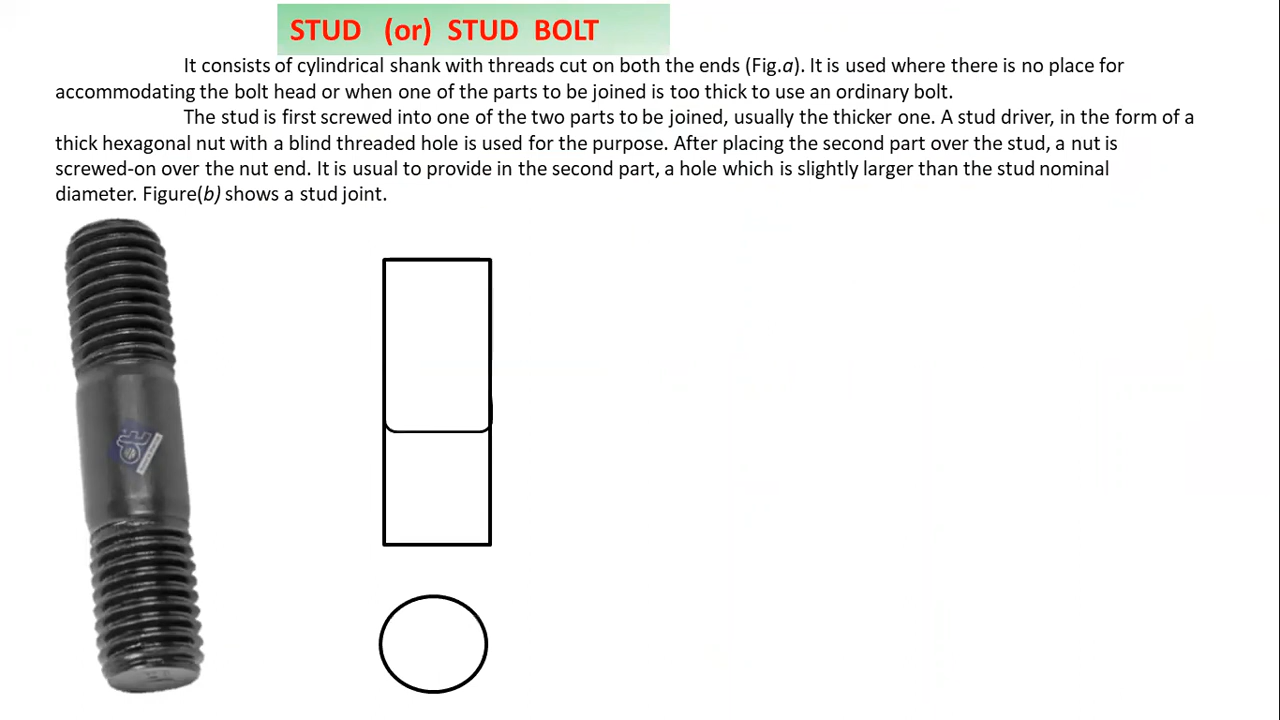 STUD (or) STUD BOLT
It consists of cylindrical shank with threads cut on both the ends (Fig.a). It is used where there is no place for
accommodating the bolt head or when one of the parts to be joined is too thick to use an ordinary bolt.
The stud is first screwed into one of the two parts to be joined, usually the thicker one. A stud driver, in the form of a
thick hexagonal nut with a blind threaded hole is used for the purpose. After placing the second part over the stud, a nut is
screwed-on over the nut end. It is usual to provide in the second part, a hole which is slightly larger than the stud nominal
diameter. Figure(b) shows a stud joint.